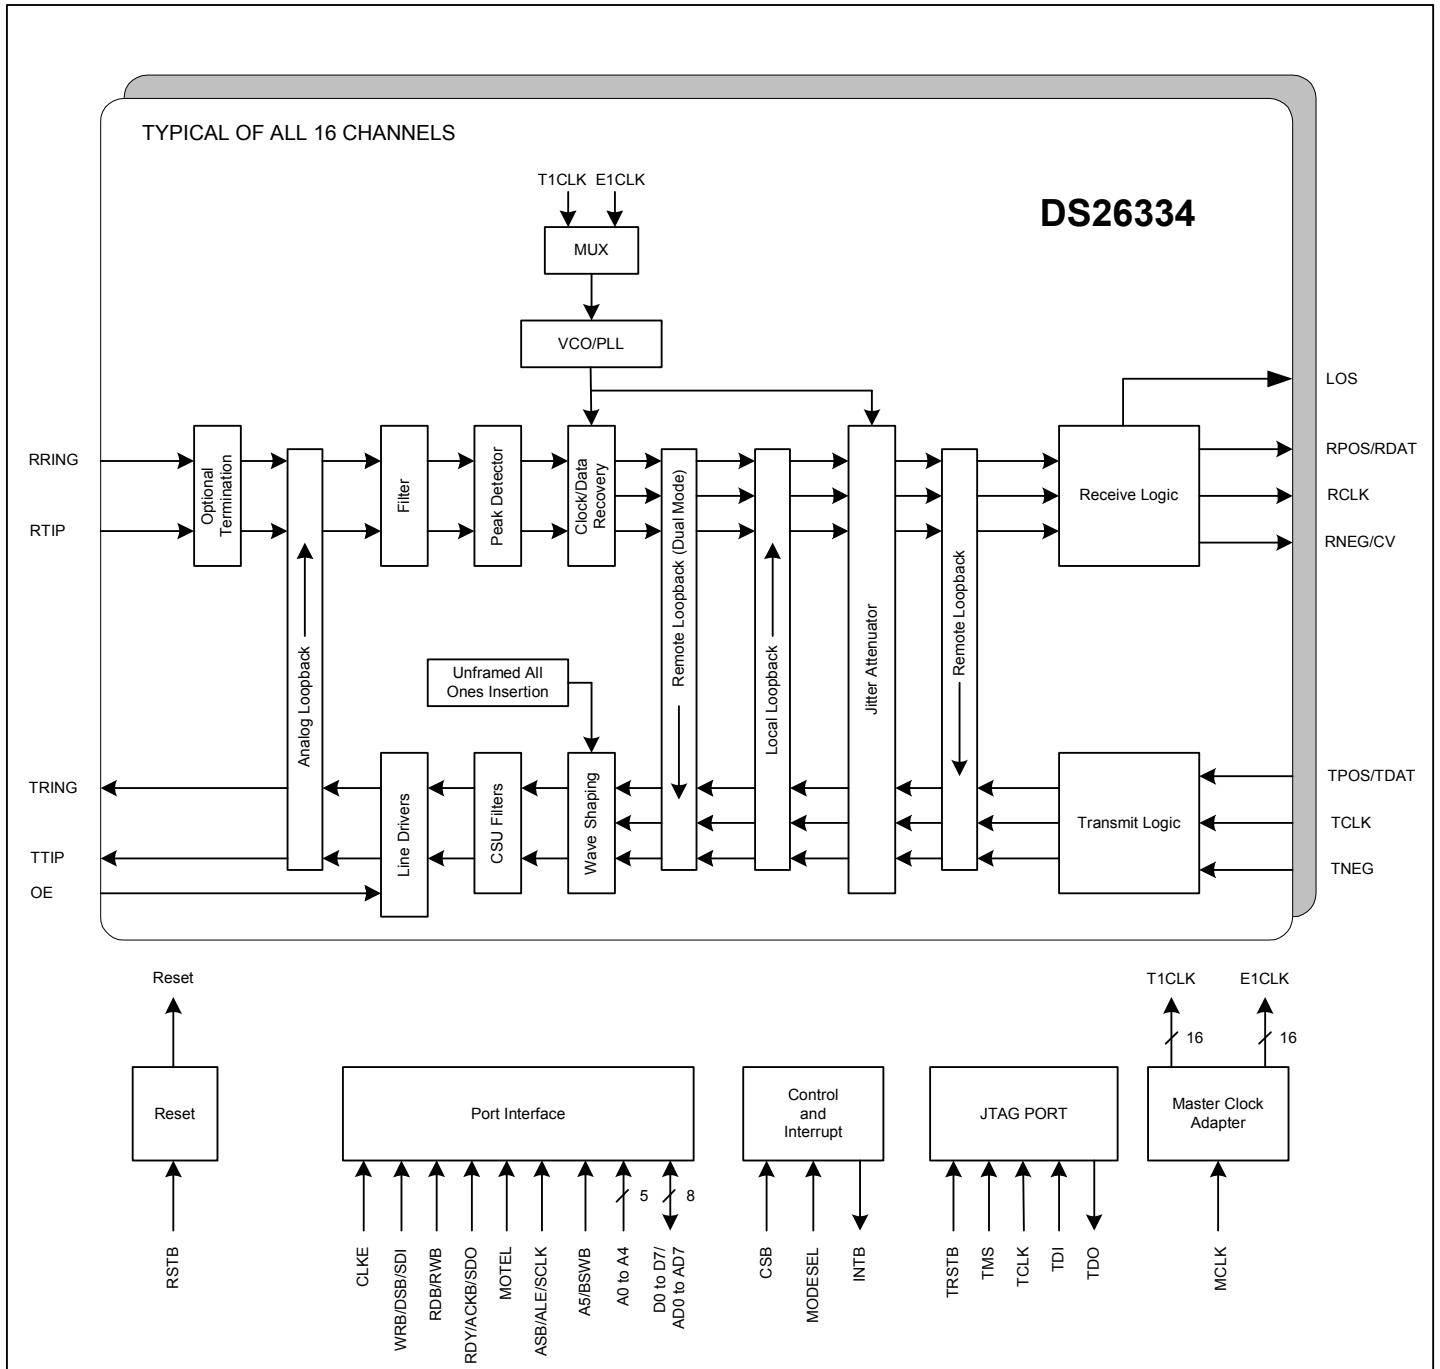 TYPICAL OF ALL 16 CHANNELS
T1CLK E1CLK
DS26334
MUX
VCO/PLL
LOS
RRING
RTIP
Optional
Termination
Analog Loopback
Filter
Peak Detector
Clock/Data
Recovery
Remote Loopback (Dual Mode)
Local Loopback
Jitter Attenuator
Remote Loopback
Receive Logic
RPOS/RDAT
RCLK
RNEG/CV
Unframed All
Ones Insertion
TRING
TTIP
OE
Line Drivers
CSU Filters
Wave Shaping
Transmit Logic
TPOS/TDAT
TCLK
TNEG
Reset
T1CLK
E1CLK
16
16
Reset
Port Interface
Control
and
Interrupt
JTAG PORT
Master Clock
Adapter
5
8
RSTB
CLKE
WRB/DSB/SDI
RDB/RWB
RDY/ACKB/SDO
MOTEL
ASB/ALE/SCLK
A5/BSWB
A0 to A4
D0 to D7/
AD0 to AD7
CSB
MODESEL
INTB
TRSTB
TMS
TCLK
TDI
TDO
MCLK